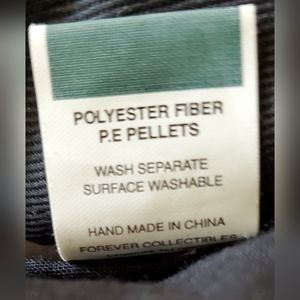 POLYESTER FIBER
P.E PELLETS
WASH SEPARATE
SURFACE WASHABLE
HAND MADE IN CHINA
FOREVER COLLECTIBLES